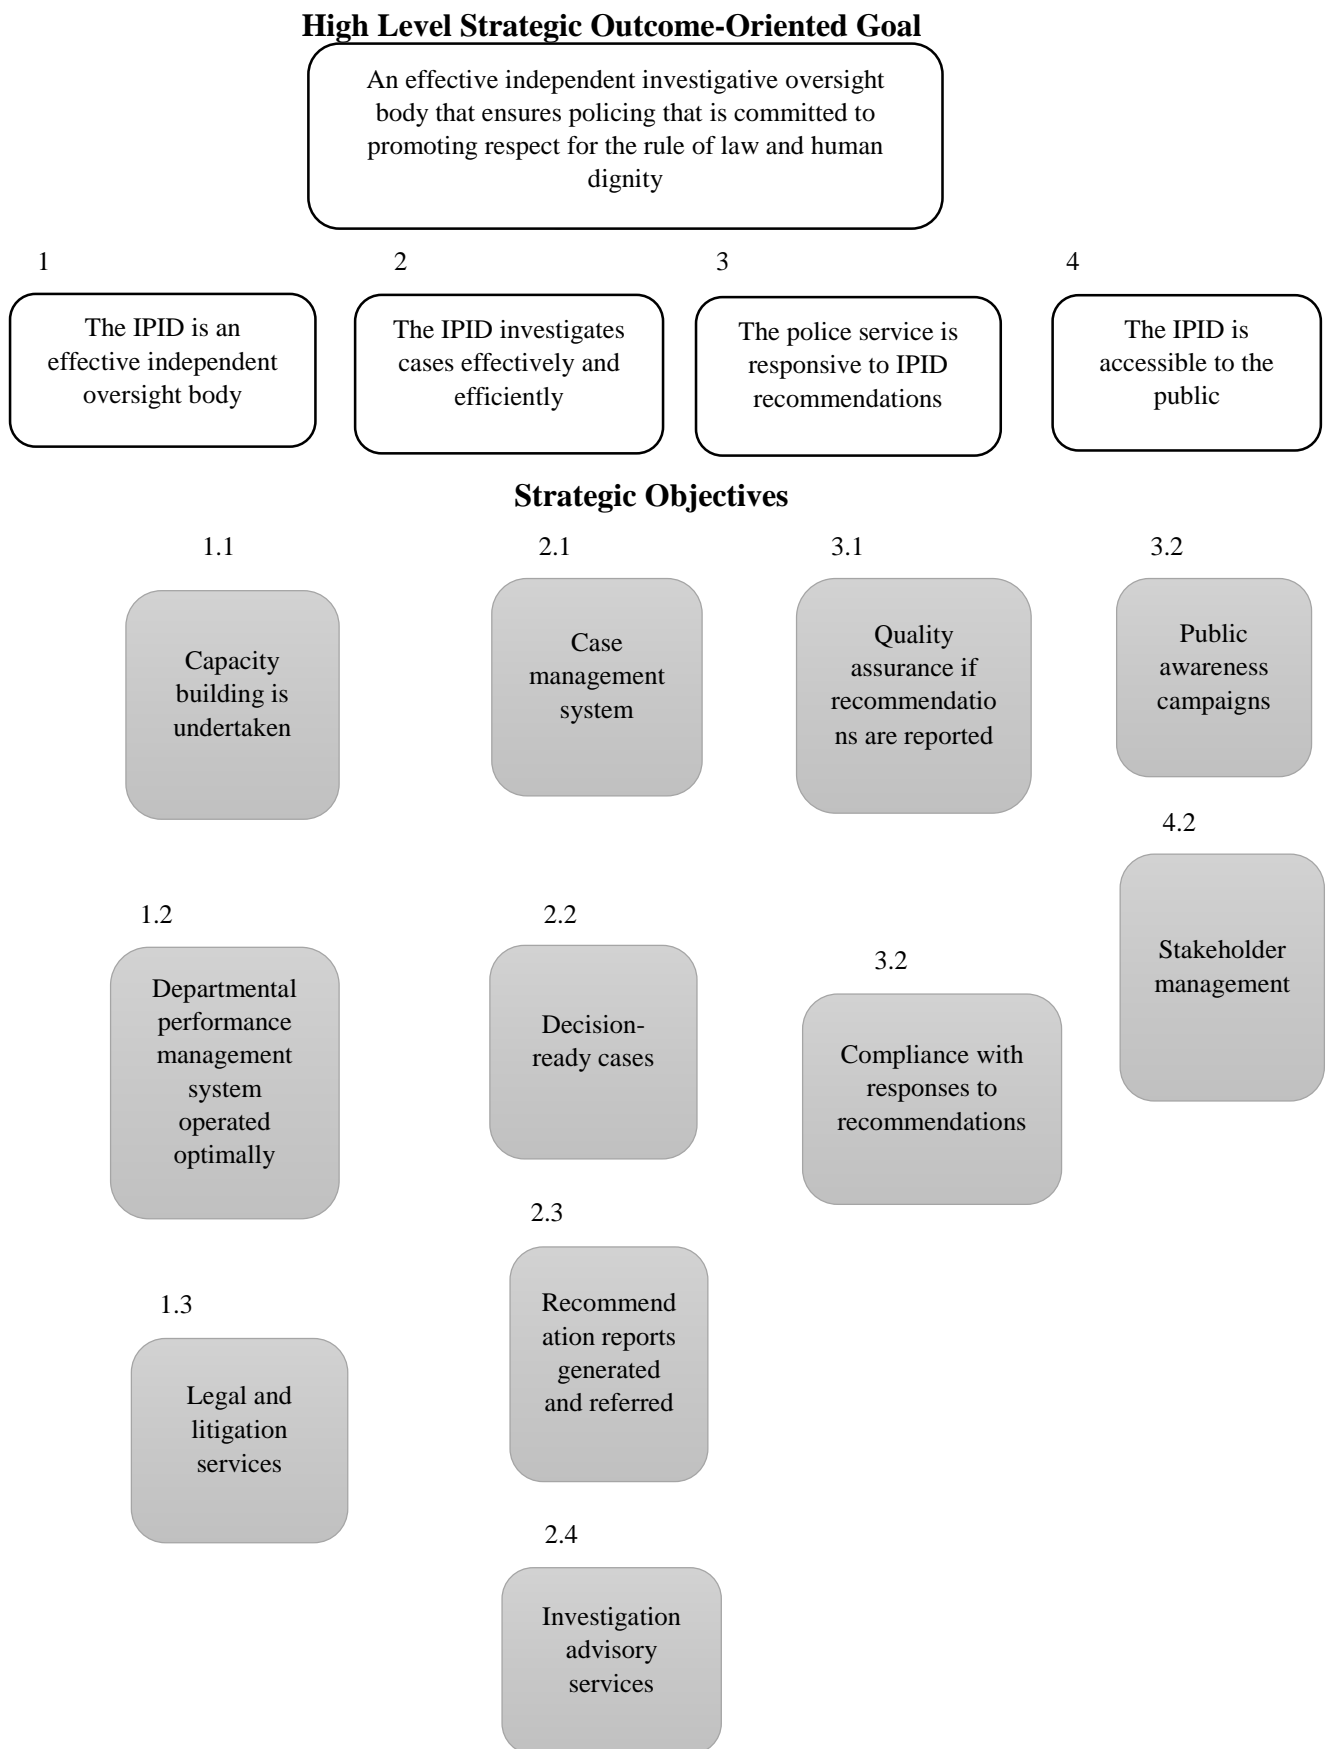 High Level Strategic Outcome-Oriented Goal
An effective independent investigative oversight
body that ensures policing that is committed to
promoting respect for the rule of law and human
dignity
1
2
3
4
The IPID is an
effective independent
oversight body
The IPID investigates
cases effectively and
efficiently
The police service is
responsive to IPID
recommendations
The IPID is
accessible to the
public
Strategic Objectives
1.1
2.1
3.1
3.2
Capacity
building is
undertaken
Case
management
system
Quality
assurance if
recommendatio
ns are reported
Public
awareness
campaigns
4.2
Stakeholder
management
1.2
2.2
3.2
Departmental
performance
management
system
operated
optimally
Decision-
ready cases
Compliance with
responses to
recommendations
2.3
Recommend
ation reports
generated
and referred
1.3
Legal and
litigation
services
2.4
Investigation
advisory
services